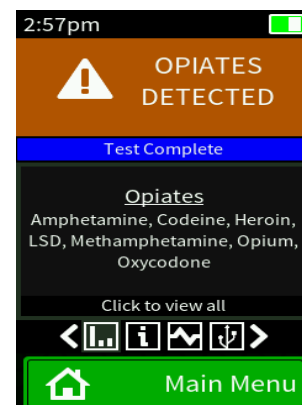 2:57pm
OPIATES
DETECTED
Test Complete
Opiates
Amphetamine, Codeine, Heroin,
LSD, Methamphetamine, Opium,
Oxycodone
Click to view all
Main Menu